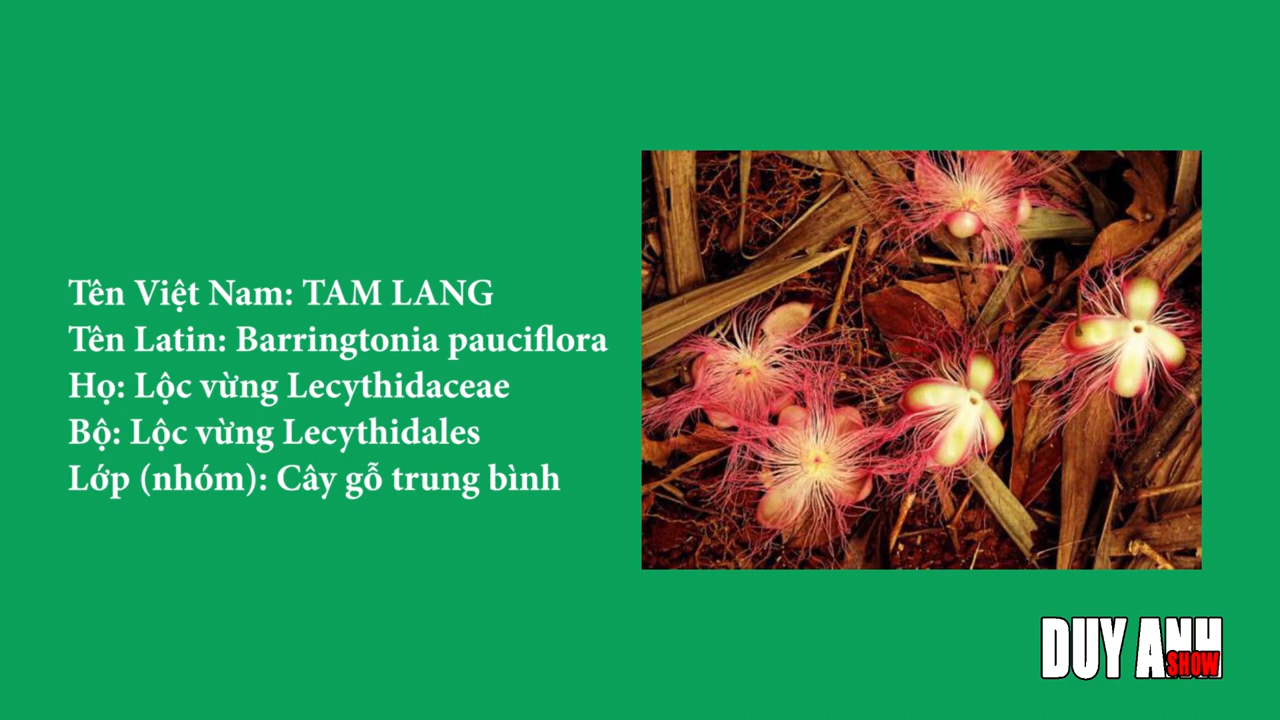 Tên Việt Nam: TAM LANG
Tên Latin: Barringtonia pauciflora
Họ: Lộc vừng Lecythidaceae
Bộ: Lộc vừng Lecythidales
Lớp (nhóm): Cây gỗ trung bình
DUY ANH
SHOW